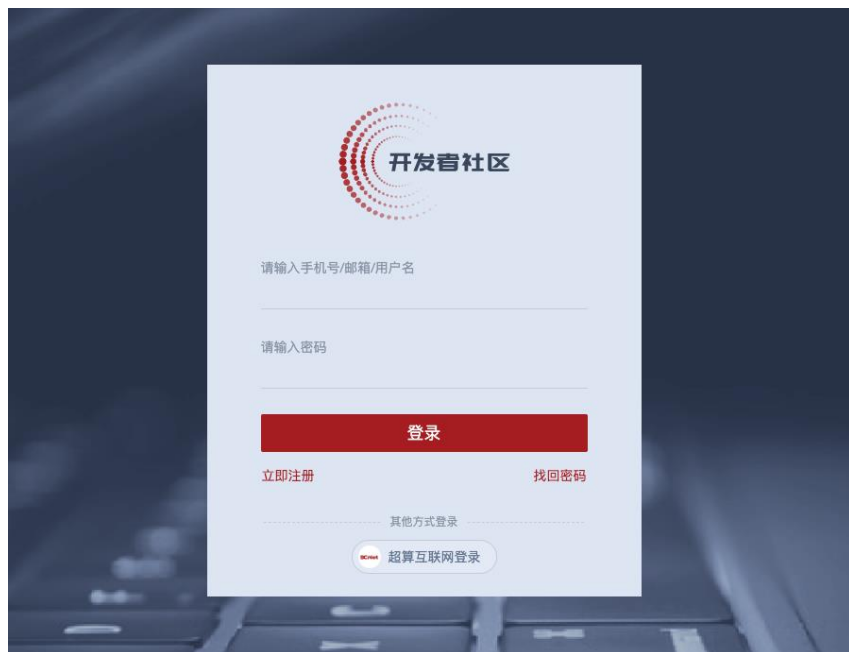 开发者社区
请输入手机号/邮箱/用户名
请输入密码
登录
立即注册
找回密码
其他方式登录
SCnet 超算互联网登录